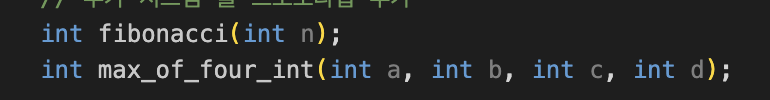 int fibonacci(int n);
int max_of_four_int(int a, int b, int c, int d);